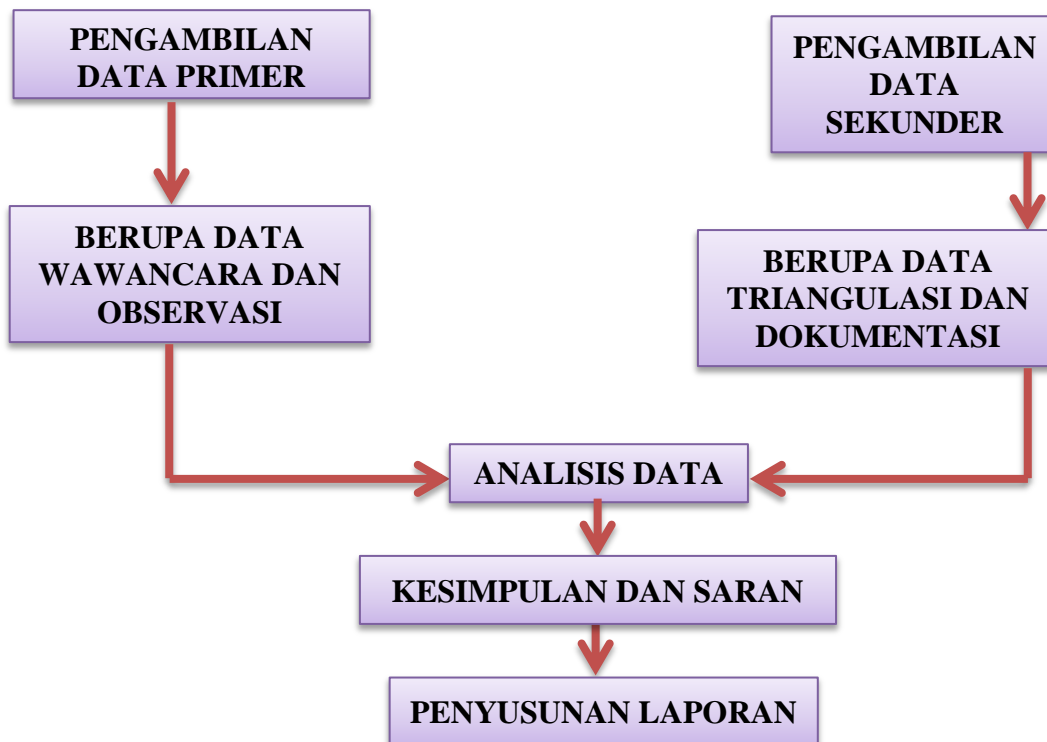 PENGAMBILAN
DATA PRIMER
PENGAMBILAN
DATA
SEKUNDER
BERUPA DATA
WAWANCARA DAN
OBSERVASI
BERUPA DATA
TRIANGULASI DAN
DOKUMENTASI
ANALISIS DATA
KESIMPULAN DAN SARAN
PENYUSUNAN LAPORAN